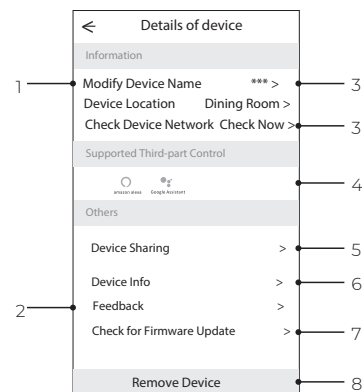 Details of device
Information
1 Modify Device Name *** > 3
Device Location Dining Room >
Check Device Network Check Now > 3
Supported Third-part Control
amazon alexa Google Assistant 4
Others
Device Sharing > 5
Device Info > 6
2 Feedback >
Check for Firmware Update > 7
Remove Device 8